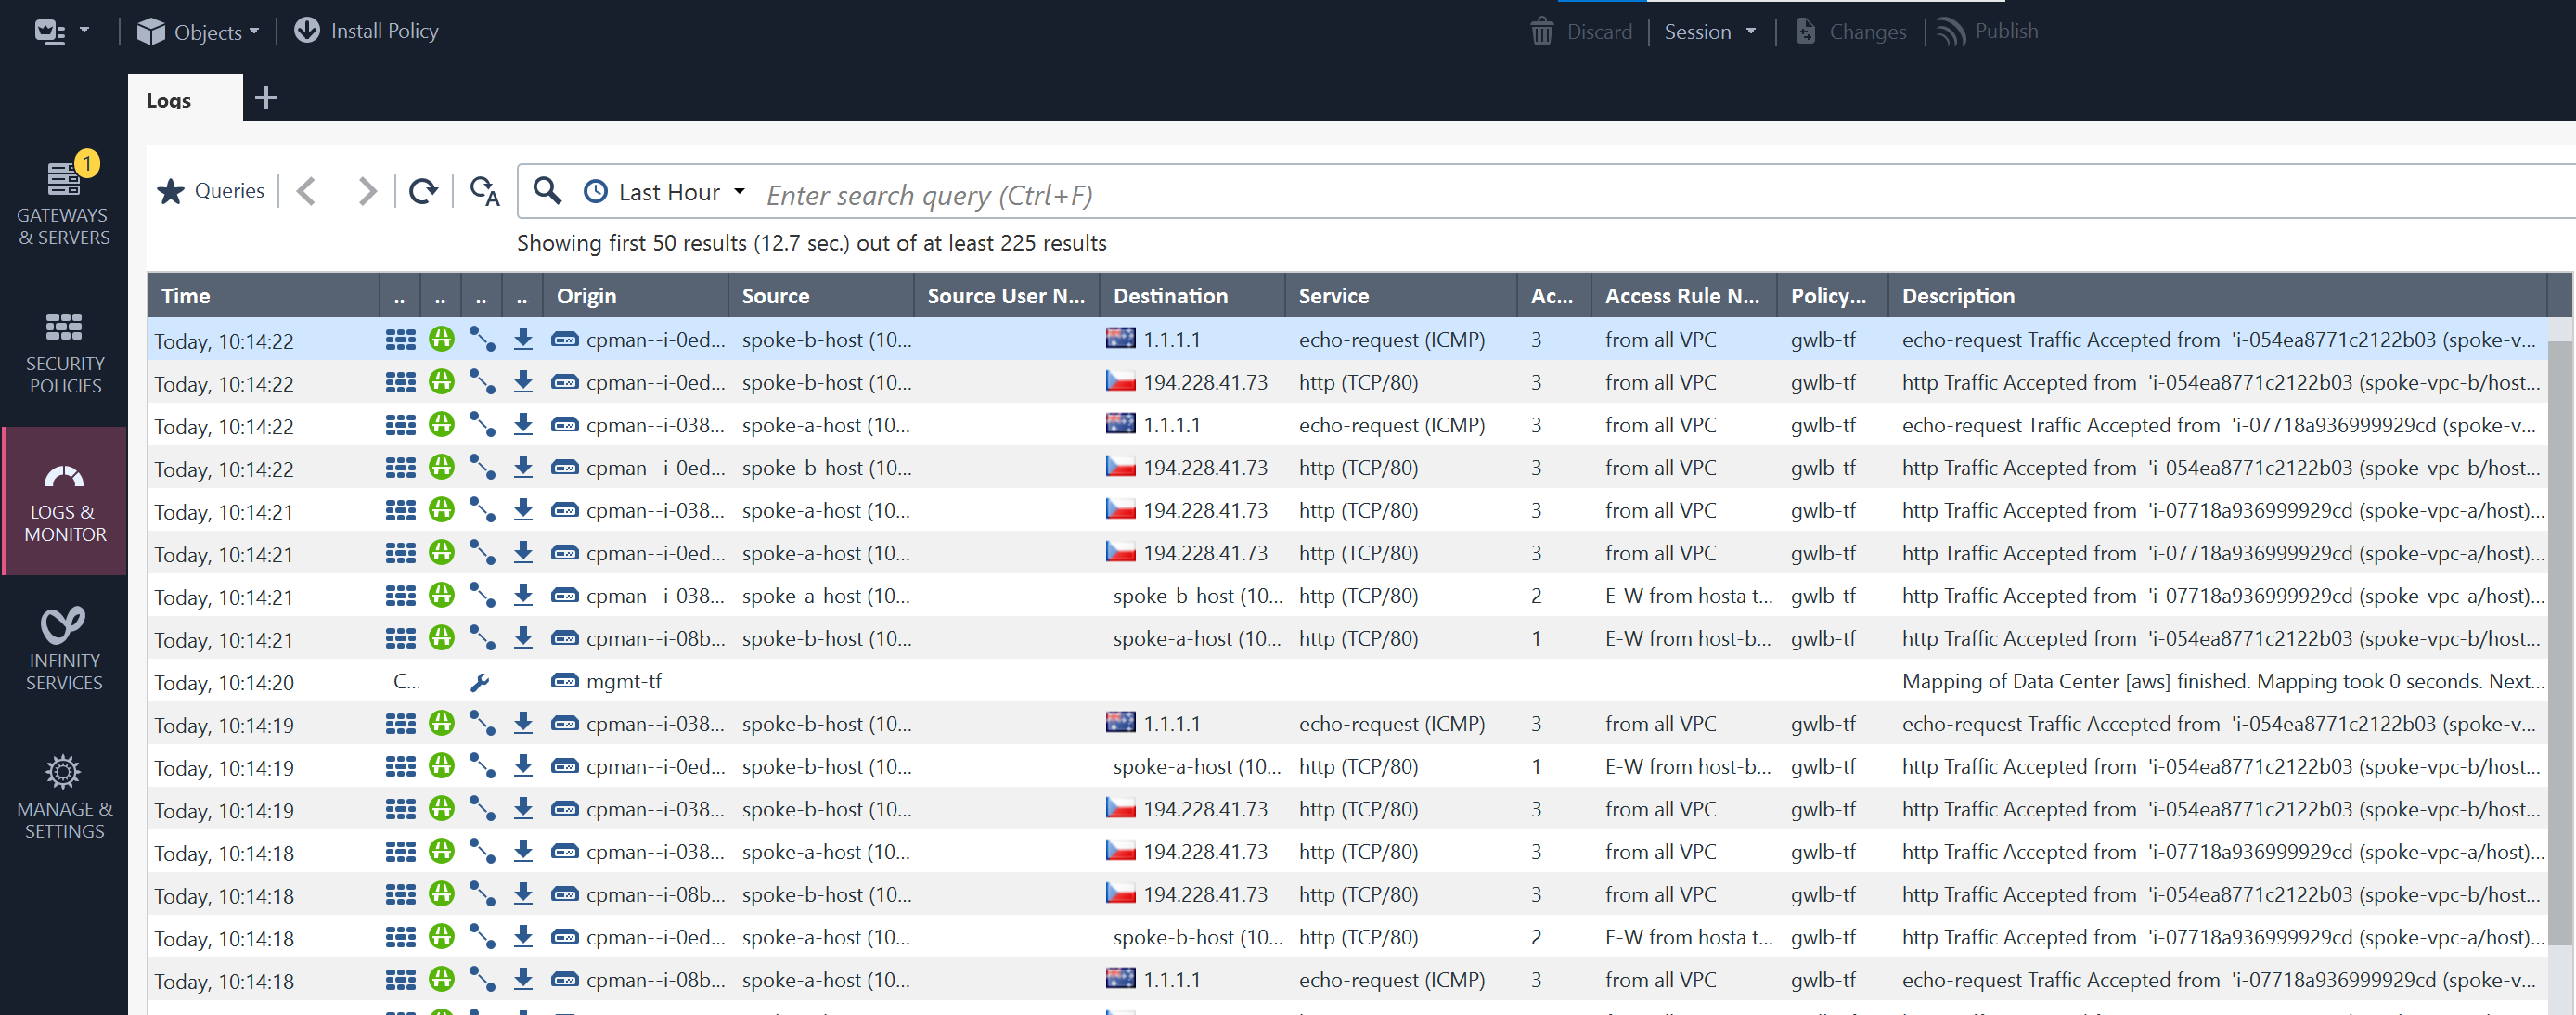 Objects Install Policy Discard Session Changes Publish
Logs
1
GATEWAYS & SERVERS
SECURITY POLICIES
LOGS & MONITOR
INFINITY SERVICES
MANAGE & SETTINGS
Queries Last Hour Enter search query (Ctrl+F)
Showing first 50 results (12.7 sec.) out of at least 225 results
Time .. .. .. .. Origin Source Source User N... Destination Service Ac... Access Rule N... Policy... Description
Today, 10:14:22 cpman--i-0ed... spoke-b-host (10... 1.1.1.1 echo-request (ICMP) 3 from all VPC gwlb-tf echo-request Traffic Accepted from 'i-054ea8771c2122b03 (spoke-v...
Today, 10:14:22 cpman--i-0ed... spoke-b-host (10... 194.228.41.73 http (TCP/80) 3 from all VPC gwlb-tf http Traffic Accepted from 'i-054ea8771c2122b03 (spoke-vpc-b/host...
Today, 10:14:22 cpman--i-038... spoke-a-host (10... 1.1.1.1 echo-request (ICMP) 3 from all VPC gwlb-tf echo-request Traffic Accepted from 'i-07718a936999929cd (spoke-v...
Today, 10:14:22 cpman--i-0ed... spoke-b-host (10... 194.228.41.73 http (TCP/80) 3 from all VPC gwlb-tf http Traffic Accepted from 'i-054ea8771c2122b03 (spoke-vpc-b/host...
Today, 10:14:21 cpman--i-038... spoke-a-host (10... 194.228.41.73 http (TCP/80) 3 from all VPC gwlb-tf http Traffic Accepted from 'i-07718a936999929cd (spoke-vpc-a/host)...
Today, 10:14:21 cpman--i-0ed... spoke-a-host (10... 194.228.41.73 http (TCP/80) 3 from all VPC gwlb-tf http Traffic Accepted from 'i-07718a936999929cd (spoke-vpc-a/host)...
Today, 10:14:21 cpman--i-038... spoke-a-host (10... spoke-b-host (10... http (TCP/80) 2 E-W from hosta t... gwlb-tf http Traffic Accepted from 'i-07718a936999929cd (spoke-vpc-a/host)...
Today, 10:14:21 cpman--i-08b... spoke-b-host (10... spoke-a-host (10... http (TCP/80) 1 E-W from host-b... gwlb-tf http Traffic Accepted from 'i-054ea8771c2122b03 (spoke-vpc-b/host...
Today, 10:14:20 C... mgmt-tf Mapping of Data Center [aws] finished. Mapping took 0 seconds. Next...
Today, 10:14:19 cpman--i-038... spoke-b-host (10... 1.1.1.1 echo-request (ICMP) 3 from all VPC gwlb-tf echo-request Traffic Accepted from 'i-054ea8771c2122b03 (spoke-v...
Today, 10:14:19 cpman--i-0ed... spoke-b-host (10... spoke-a-host (10... http (TCP/80) 1 E-W from host-b... gwlb-tf http Traffic Accepted from 'i-054ea8771c2122b03 (spoke-vpc-b/host...
Today, 10:14:19 cpman--i-038... spoke-b-host (10... 194.228.41.73 http (TCP/80) 3 from all VPC gwlb-tf http Traffic Accepted from 'i-054ea8771c2122b03 (spoke-vpc-b/host...
Today, 10:14:18 cpman--i-038... spoke-a-host (10... 194.228.41.73 http (TCP/80) 3 from all VPC gwlb-tf http Traffic Accepted from 'i-07718a936999929cd (spoke-vpc-a/host)...
Today, 10:14:18 cpman--i-08b... spoke-b-host (10... 194.228.41.73 http (TCP/80) 3 from all VPC gwlb-tf http Traffic Accepted from 'i-054ea8771c2122b03 (spoke-vpc-b/host...
Today, 10:14:18 cpman--i-0ed... spoke-a-host (10... spoke-b-host (10... http (TCP/80) 2 E-W from hosta t... gwlb-tf http Traffic Accepted from 'i-07718a936999929cd (spoke-vpc-a/host)...
Today, 10:14:18 cpman--i-08b... spoke-a-host (10... 1.1.1.1 echo-request (ICMP) 3 from all VPC gwlb-tf echo-request Traffic Accepted from 'i-07718a936999929cd (spoke-v...